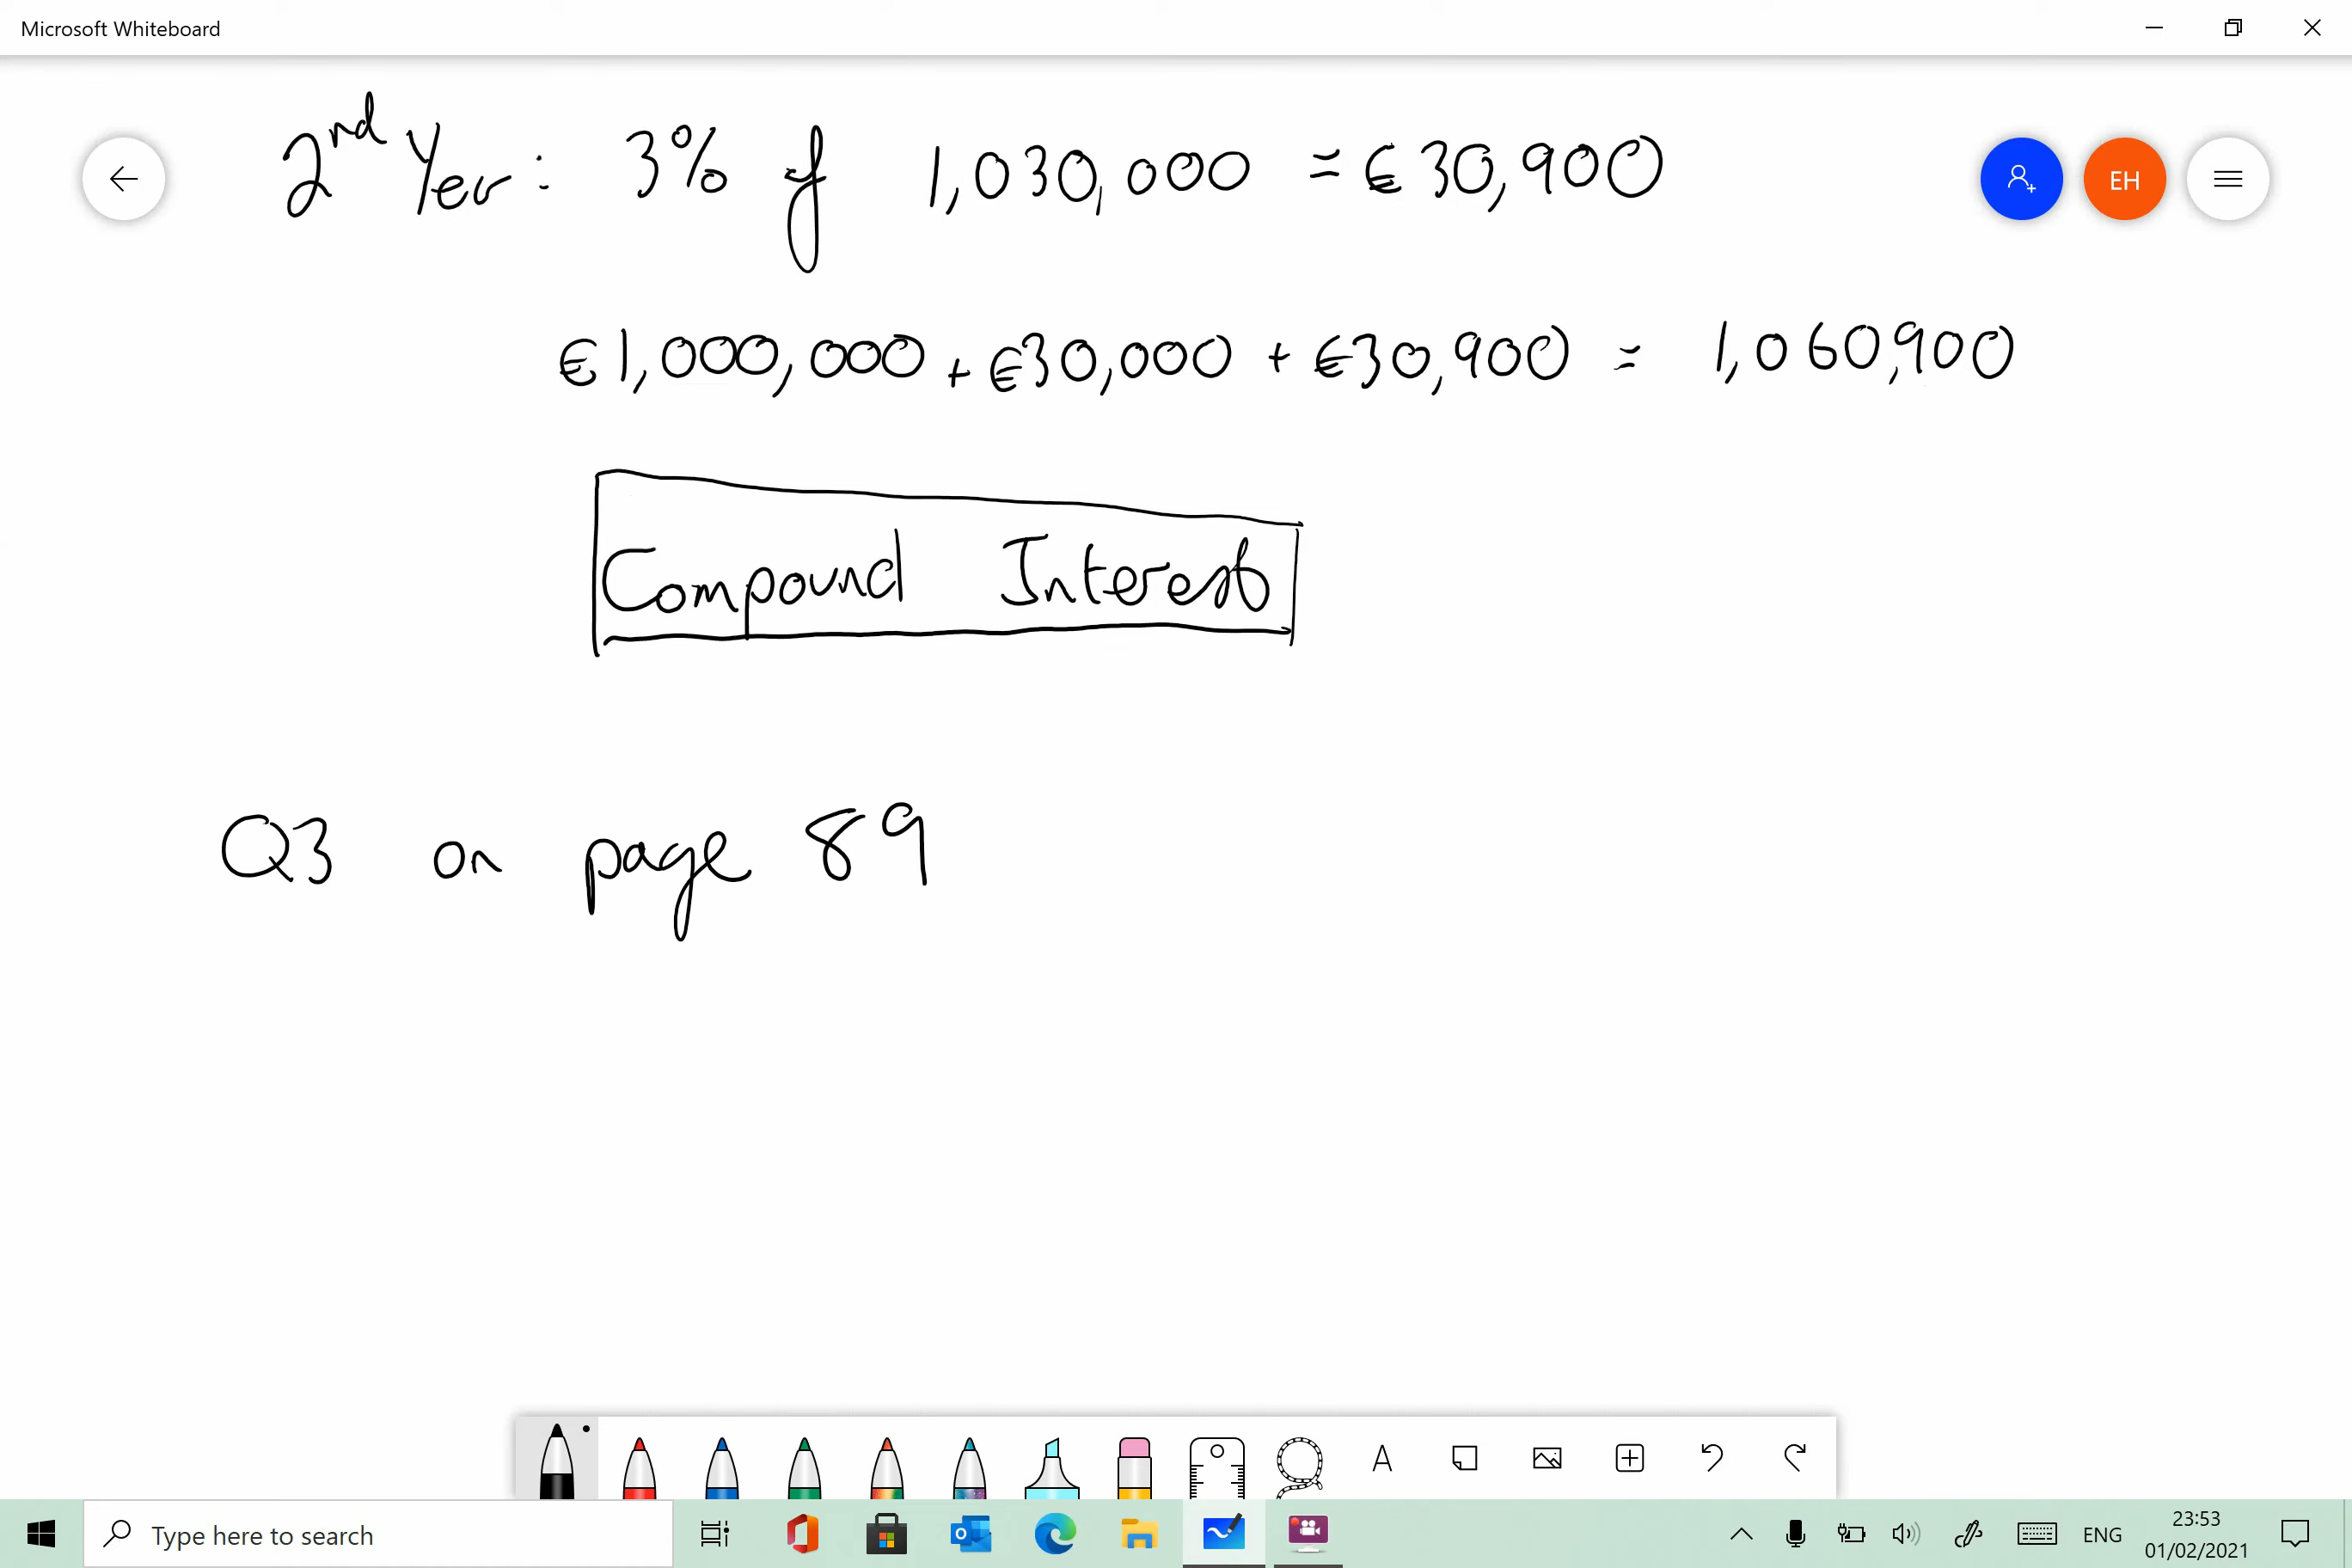 Microsoft Whiteboard
2nd Year: 3% of 1,030,000 = €30,900
EH
€1,000,000 + €30,000 + €30,900 = 1,060,900
Compound Interest
Q3 on page 89
A
Type here to search
ENG
23:53
01/02/2021